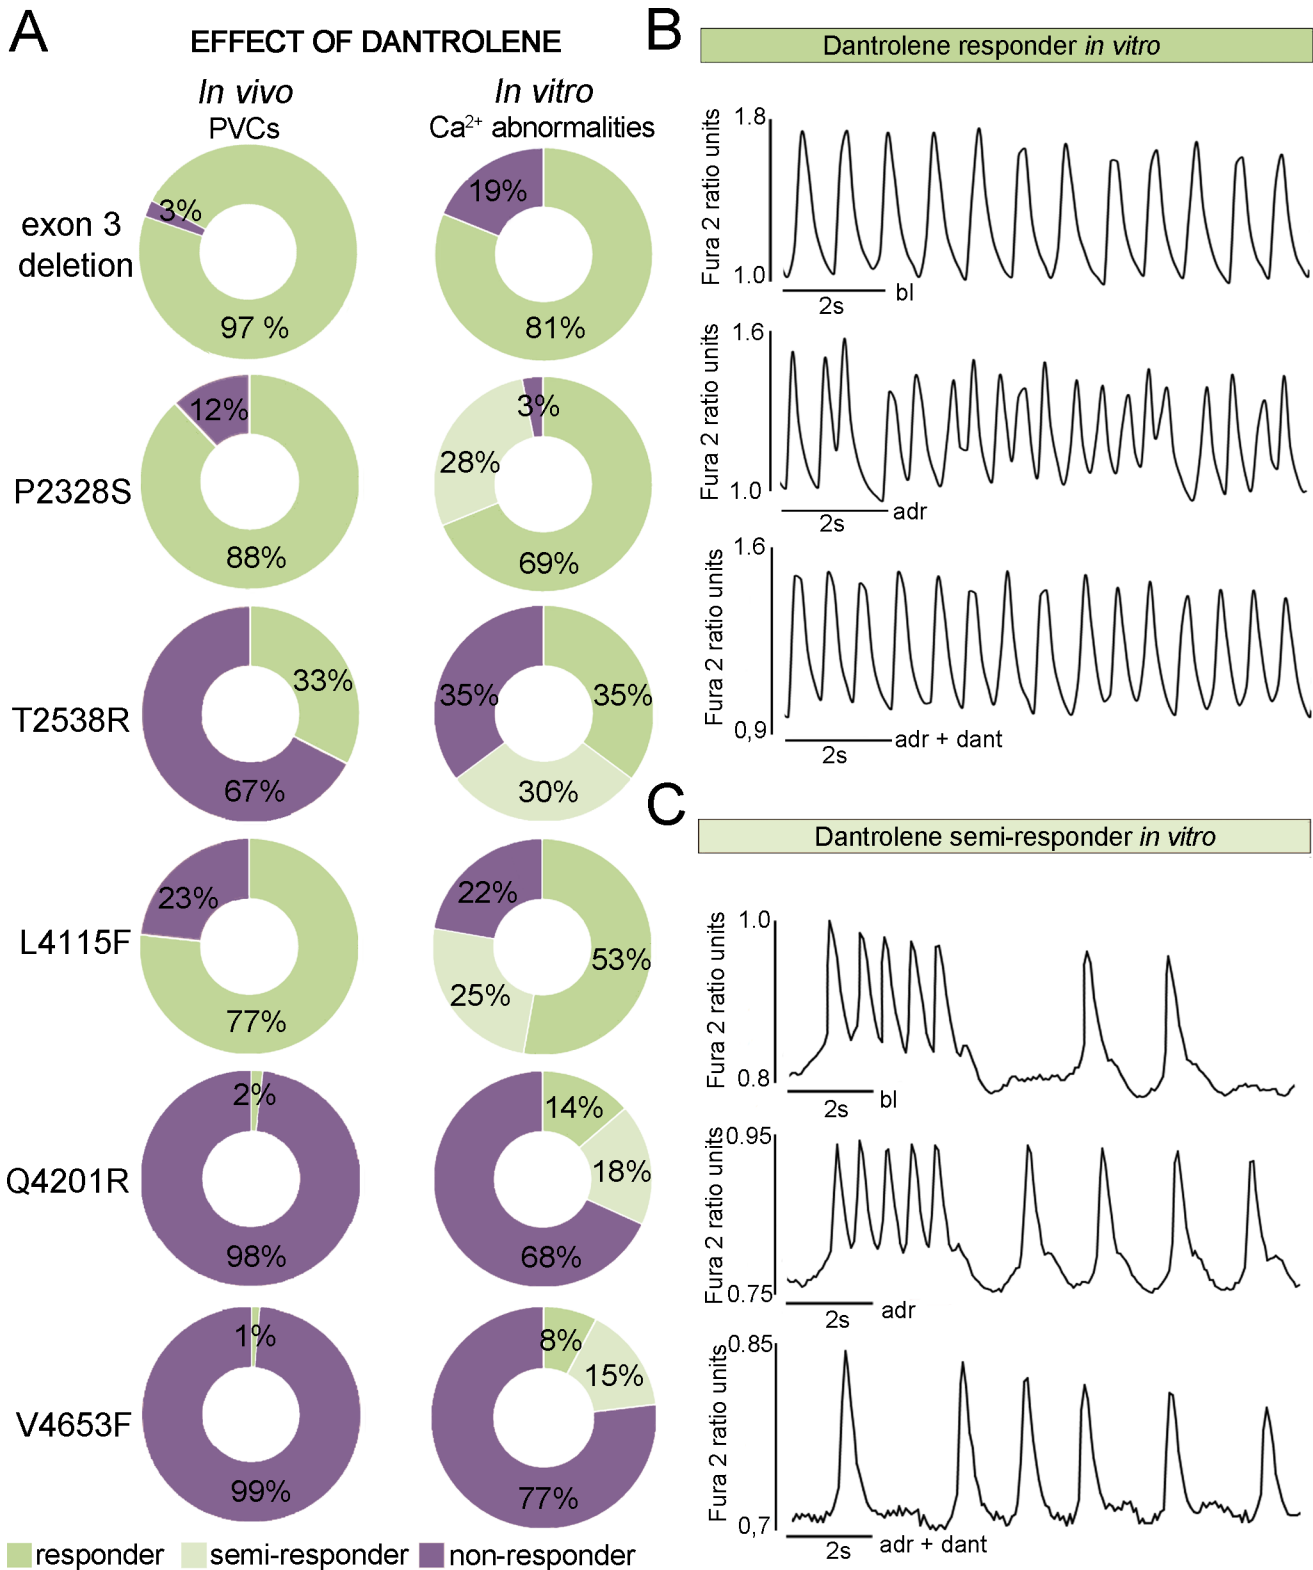 A
EFFECT OF DANTROLENE
In vivo
PVCs
In vitro
Ca²⁺ abnormalities
exon 3
deletion
3%
97 %
19%
81%
P2328S
12%
88%
3%
28%
69%
T2538R
33%
67%
35%
35%
30%
L4115F
23%
77%
22%
53%
25%
Q4201R
2%
98%
14%
18%
68%
V4653F
1%
99%
8%
15%
77%
responder
semi-responder
non-responder
B
Dantrolene responder in vitro
Fura 2 ratio units
1.8
1.0
2s
bl
Fura 2 ratio units
1.6
1.0
2s
adr
Fura 2 ratio units
1.6
0,9
2s
adr + dant
C
Dantrolene semi-responder in vitro
Fura 2 ratio units
1.0
0.8
2s
bl
Fura 2 ratio units
0.95
0.75
2s
adr
Fura 2 ratio units
0.85
0,7
2s
adr + dant